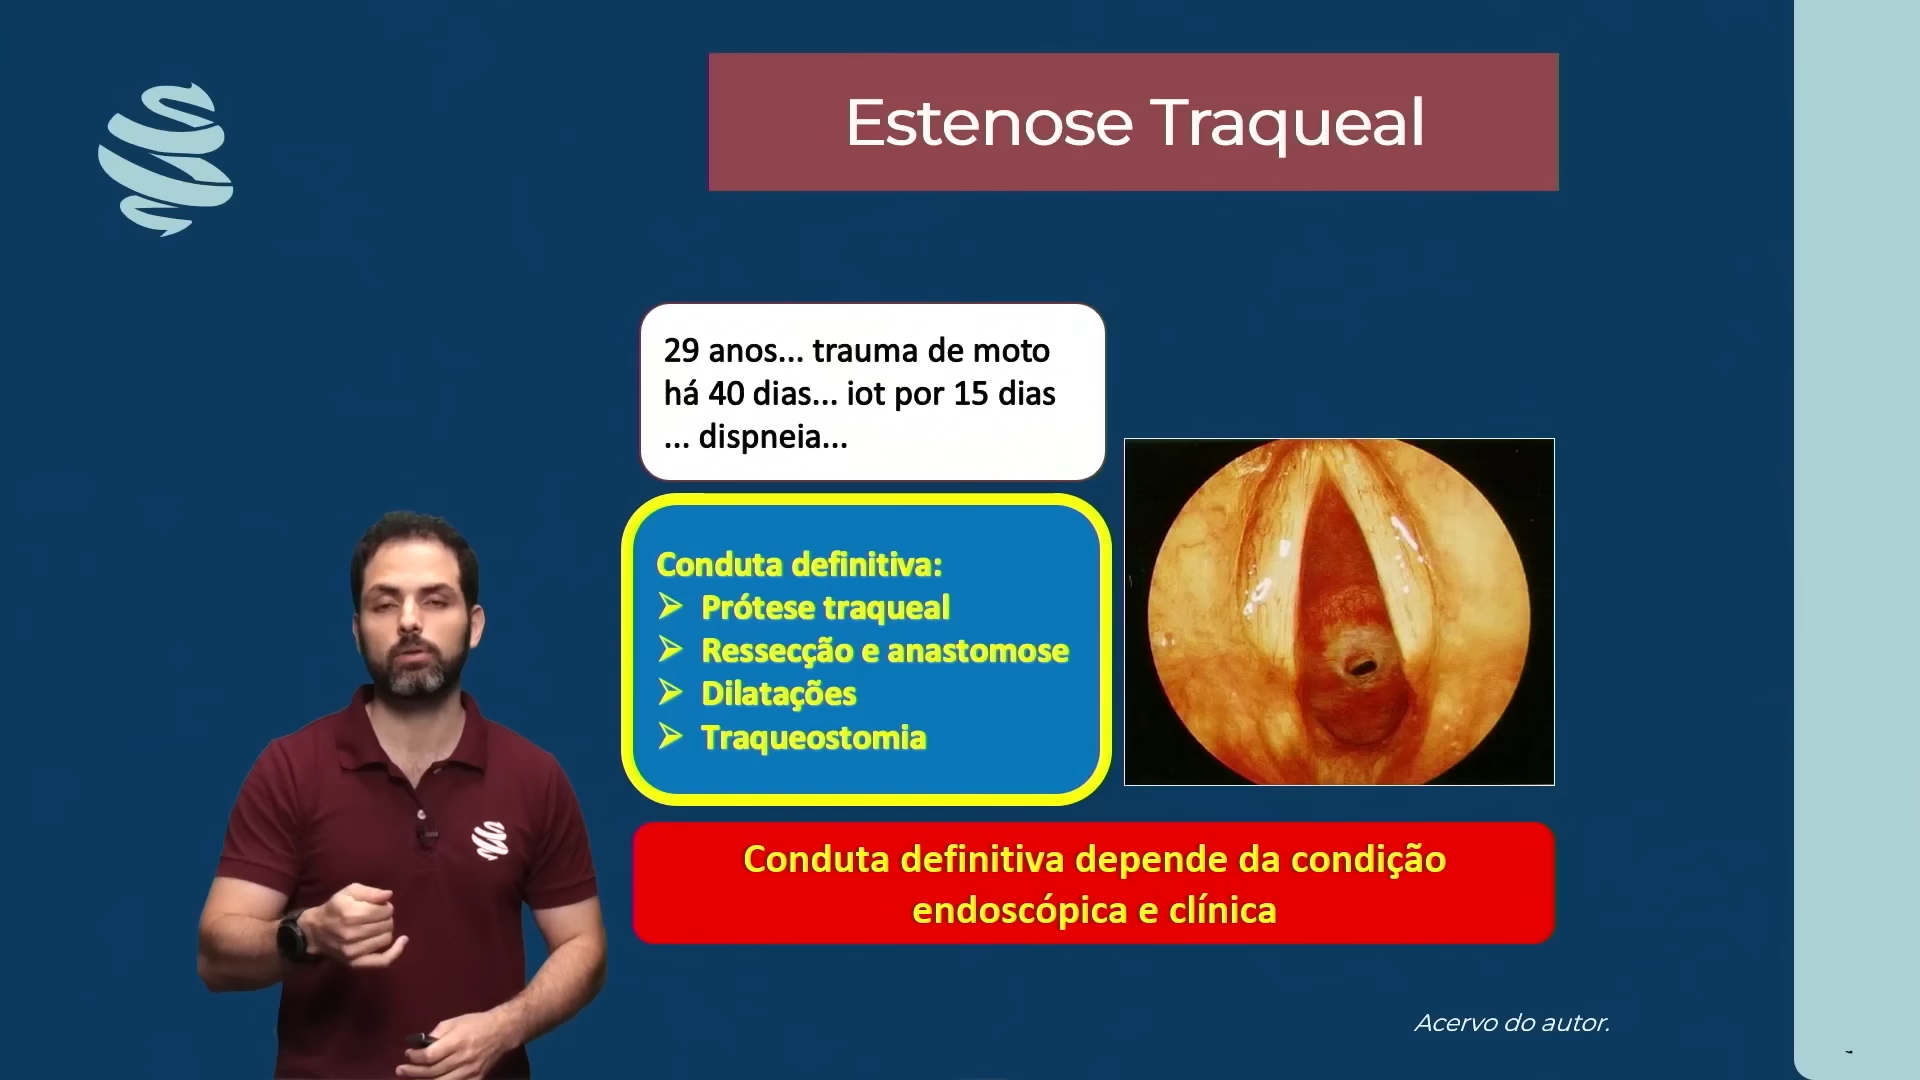 Estenose Traqueal
29 anos... trauma de moto
há 40 dias... iot por 15 dias
... dispneia...
Conduta definitiva:
➢ Prótese traqueal
➢ Ressecção e anastomose
➢ Dilatações
➢ Traqueostomia
Conduta definitiva depende da condição
endoscópica e clínica
Acervo do autor.